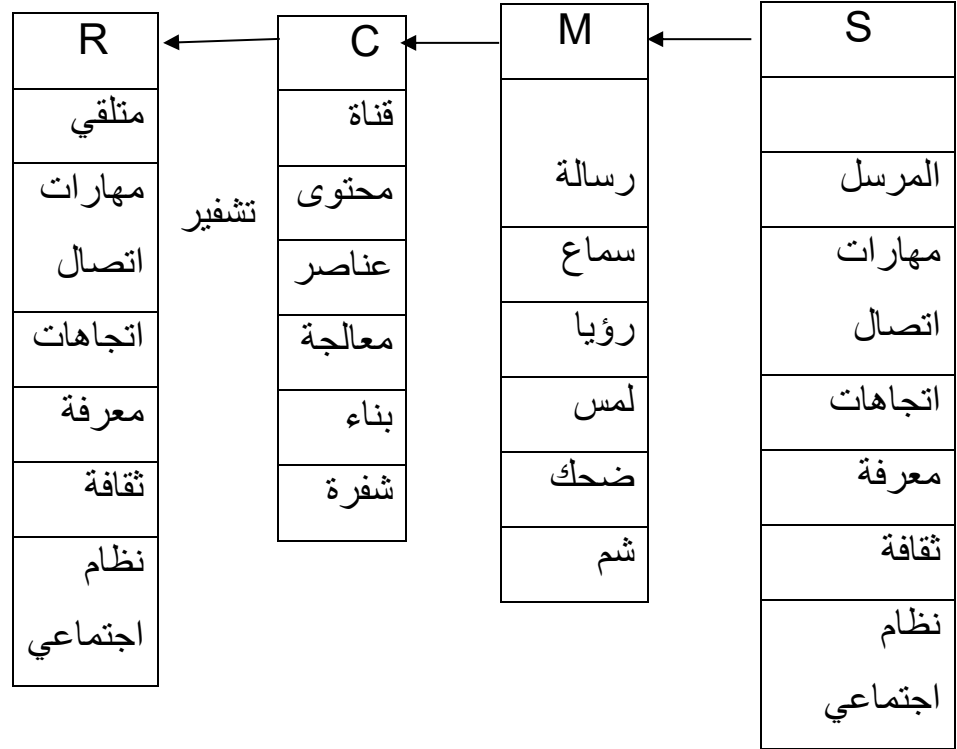 S
المرسل
مهارات
اتصال
اتجاهات
معرفة
ثقافة
نظام
اجتماعي
M
رسالة
سماع
رؤيا
لمس
ضحك
شم
C
قناة
محتوى
عناصر
معالجة
بناء
شفرة
تشفير
R
متلقي
مهارات
اتصال
اتجاهات
معرفة
ثقافة
نظام
اجتماعي